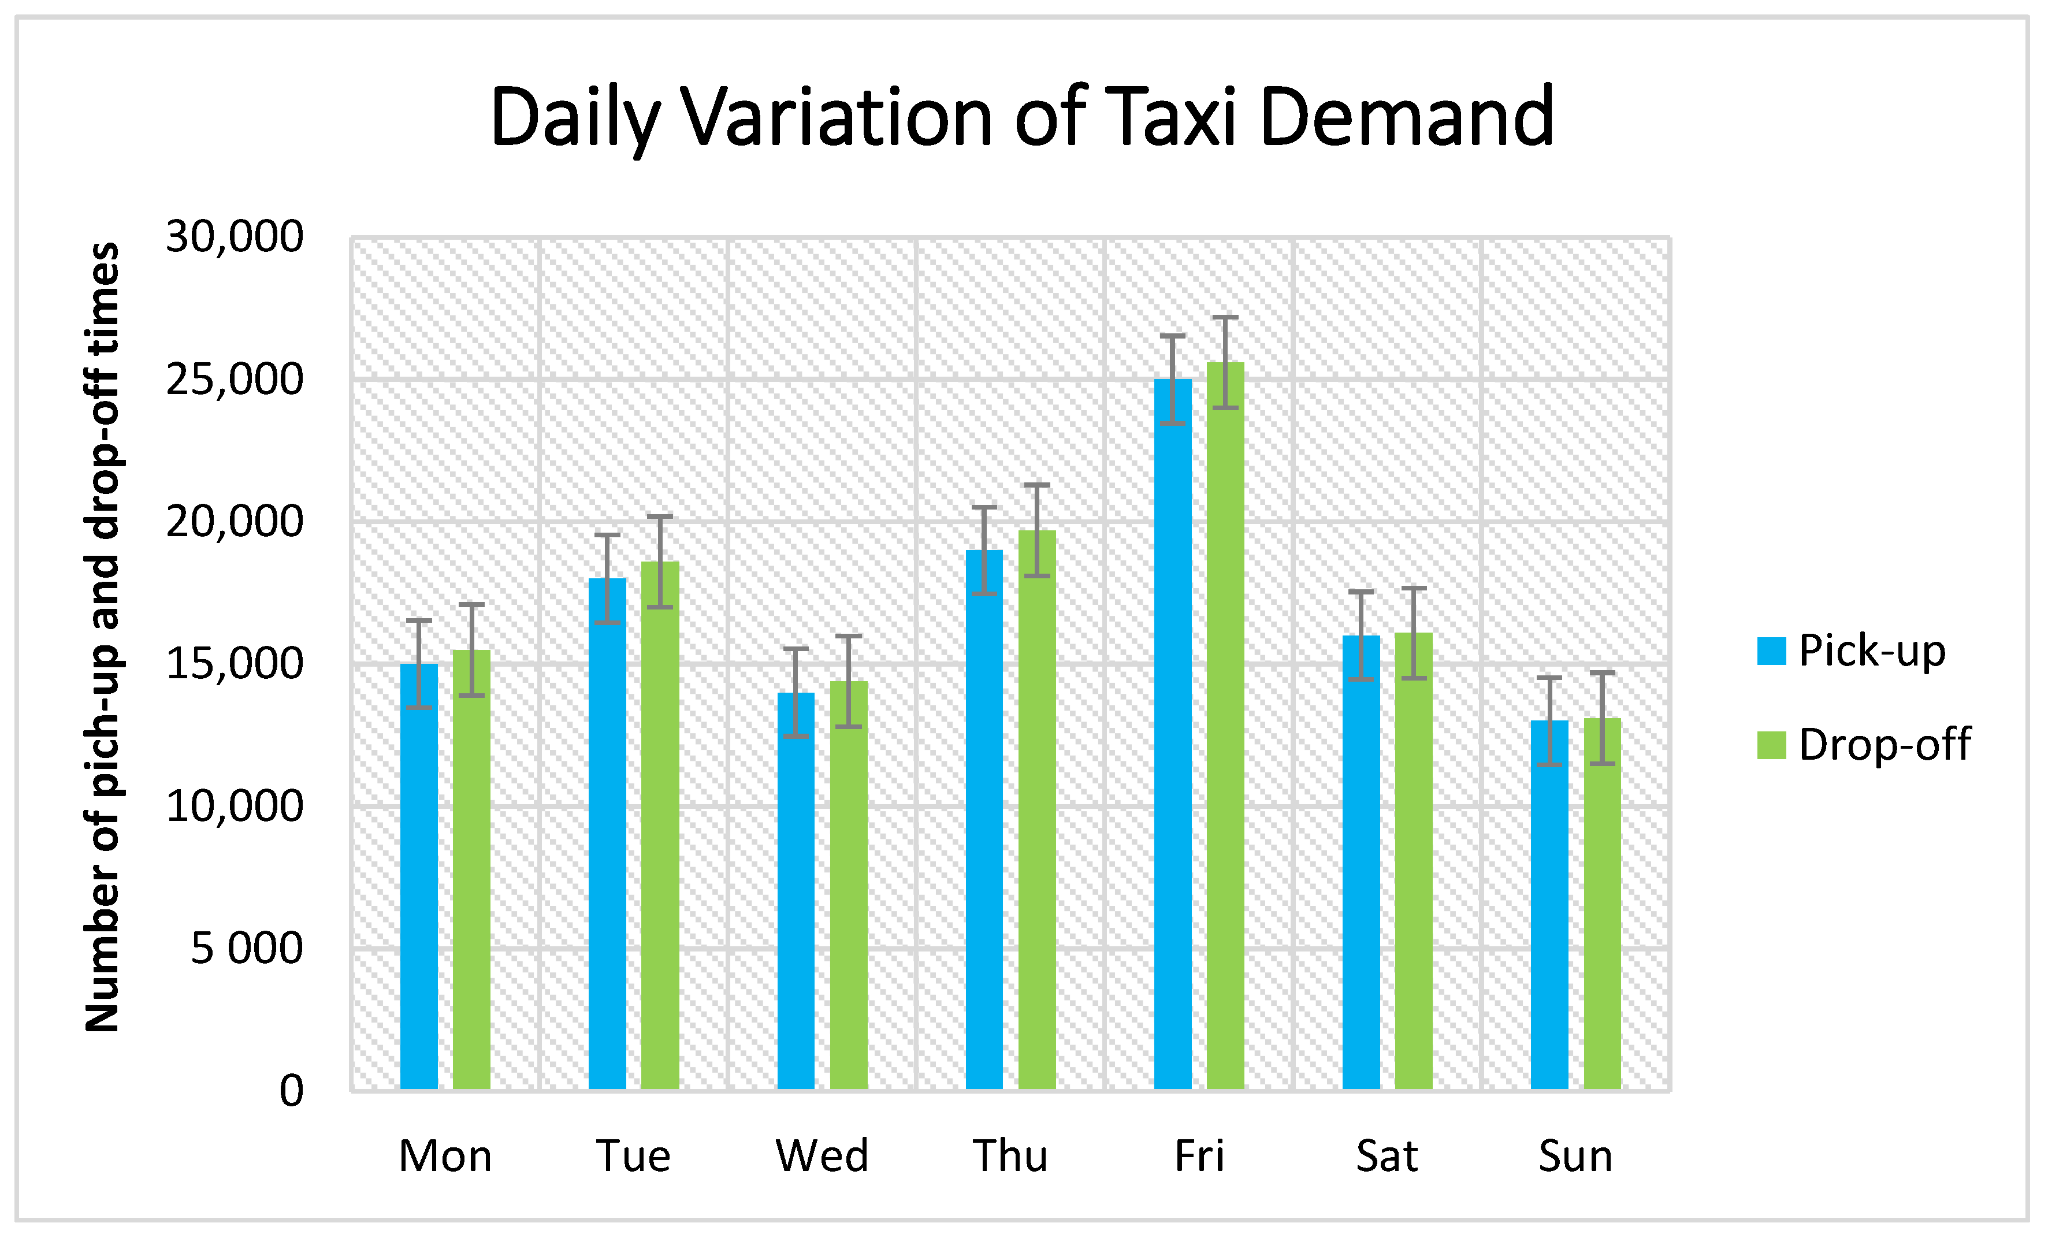 Daily Variation of Taxi Demand
Number of pich-up and drop-off times
30,000
25,000
20,000
15,000
10,000
5 000
0
Mon Tue Wed Thu Fri Sat Sun
Pick-up
Drop-off